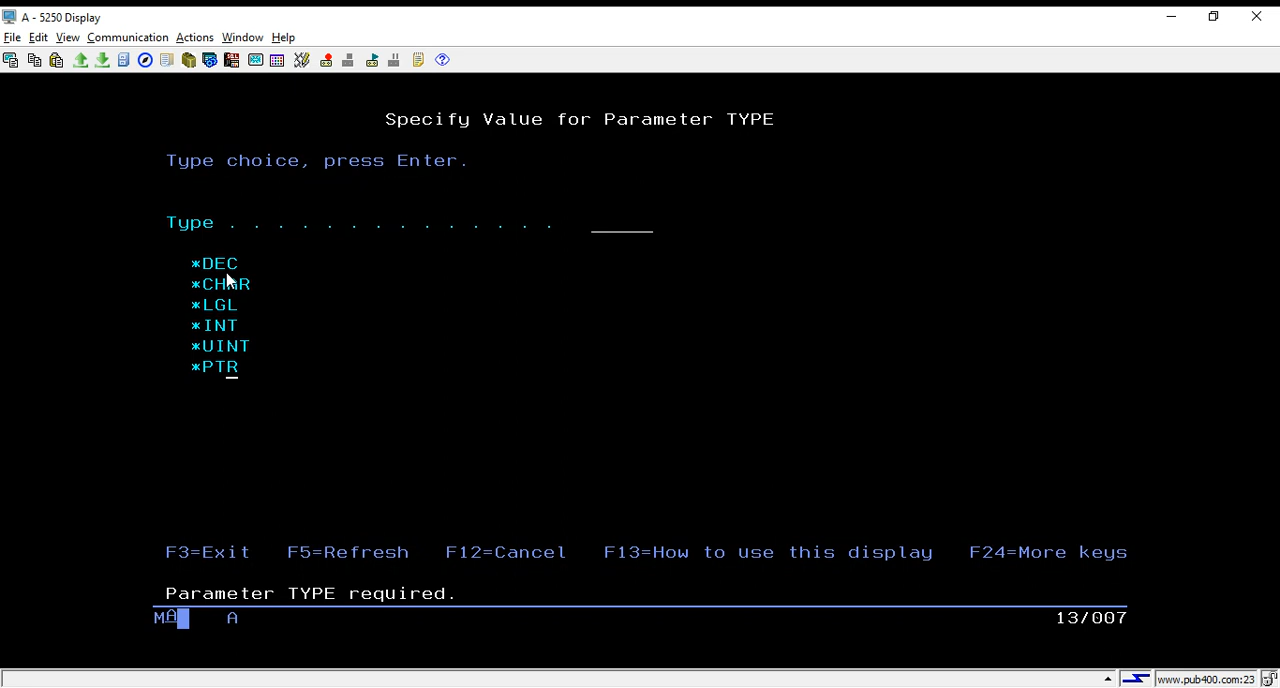 A - 5250 Display
File Edit View Communication Actions Window Help
Specify Value for Parameter TYPE
Type choice, press Enter.
Type . . . . . . . . . . . . . .
*DEC
*CHAR
*LGL
*INT
*UINT
*PTR
F3=Exit F5=Refresh F12=Cancel F13=How to use this display F24=More keys
Parameter TYPE required.
MA A 13/007
www.pub400.com:23